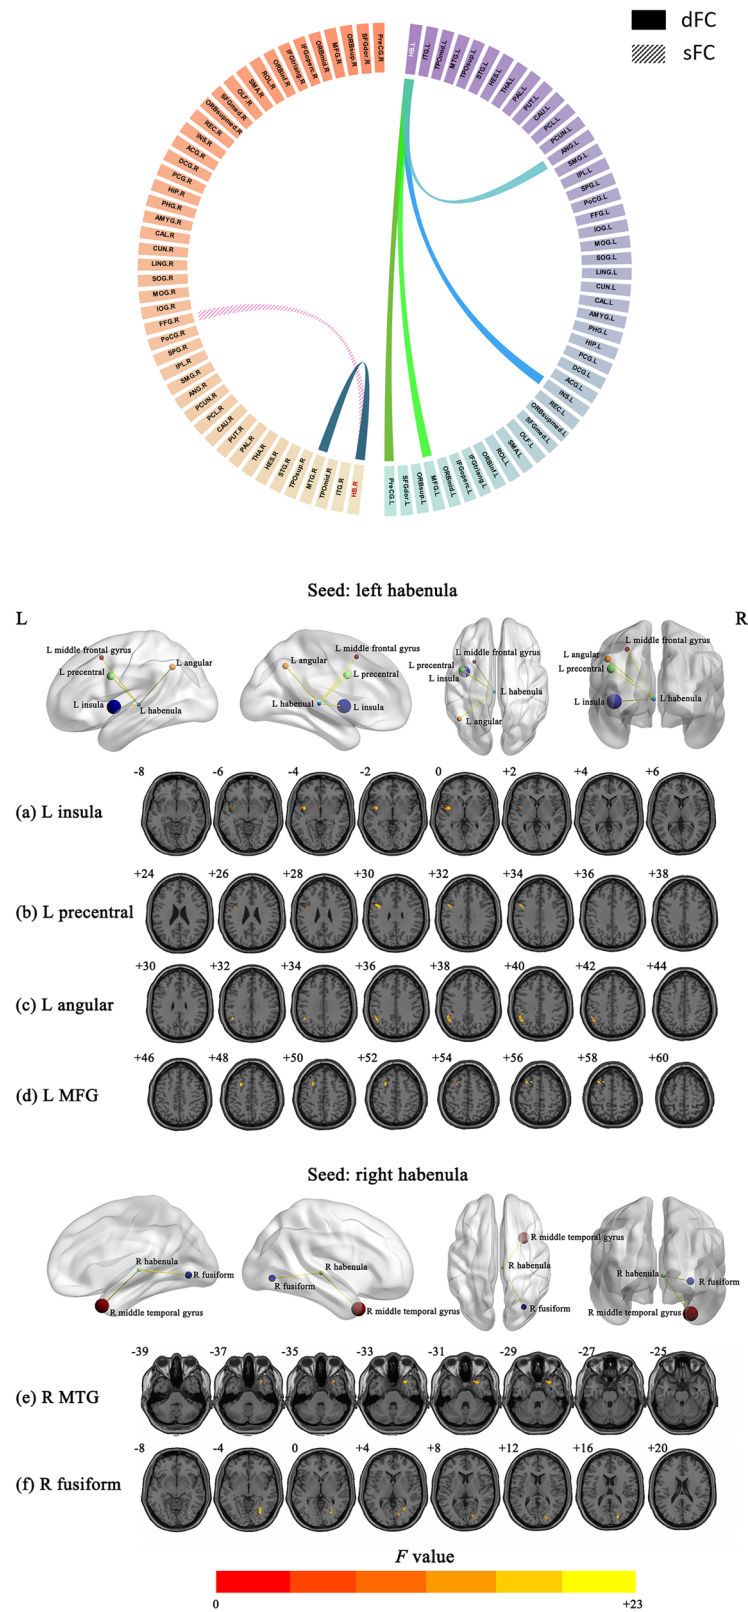 dFC
sFC
PreCG.R
SFGdor.R
ORBsup.R
MFG.R
ORBmid.R
IFGoperc.R
IFGtriang.R
ORBinf.R
ROL.R
SMA.R
OLF.R
SFGmed.R
ORBsupmed.R
REC.R
INS.R
ACG.R
DCG.R
PCG.R
HIP.R
PHG.R
AMYG.R
CAL.R
CUN.R
LING.R
SOG.R
MOG.R
IOG.R
FFG.R
PoCG.R
SPG.R
IPL.R
SMG.R
ANG.R
PCUN.R
PCL.R
CAU.R
PUT.R
PAL.R
THA.R
HES.R
STG.R
TPOsup.R
MTG.R
TPOmid.R
ITG.R
HB.R
HB.L
ITG.L
TPOmid.L
MTG.L
TPOsup.L
STG.L
HES.L
THA.L
PAL.L
PUT.L
CAU.L
PCL.L
PCUN.L
ANG.L
SMG.L
IPL.L
SPG.L
PoCG.L
FFG.L
IOG.L
MOG.L
SOG.L
LING.L
CUN.L
CAL.L
AMYG.L
PHG.L
HIP.L
PCG.L
DCG.L
ACG.L
INS.L
REC.L
ORBsupmed.L
SFGmed.L
OLF.L
SMA.L
ROL.L
ORBinf.L
IFGtriang.L
IFGoperc.L
ORBmid.L
MFG.L
ORBsup.L
SFGdor.L
PreCG.L
Seed: left habenula
L
R
L middle frontal gyrus
L angular
L precentral
L insula
L habenula
L angular
L precentral
L habenual
L insula
L middle frontal gyrus
L precentral
L insula
L habenula
L angular
L middle frontal gyrus
L angular
L precentral
L insula
L habenula
-8 -6 -4 -2 0 +2 +4 +6
(a) L insula
+24 +26 +28 +30 +32 +34 +36 +38
(b) L precentral
+30 +32 +34 +36 +38 +40 +42 +44
(c) L angular
+46 +48 +50 +52 +54 +56 +58 +60
(d) L MFG
Seed: right habenula
R habenula
R fusiform
R middle temporal gyrus
R habenula
R fusiform
R middle temporal gyrus
R middle temporal gyrus
R habenula
R fusiform
R habenula
R fusiform
R middle temporal gyrus
-39 -37 -35 -33 -31 -29 -27 -25
(e) R MTG
-8 -4 0 +4 +8 +12 +16 +20
(f) R fusiform
F value
0 +23